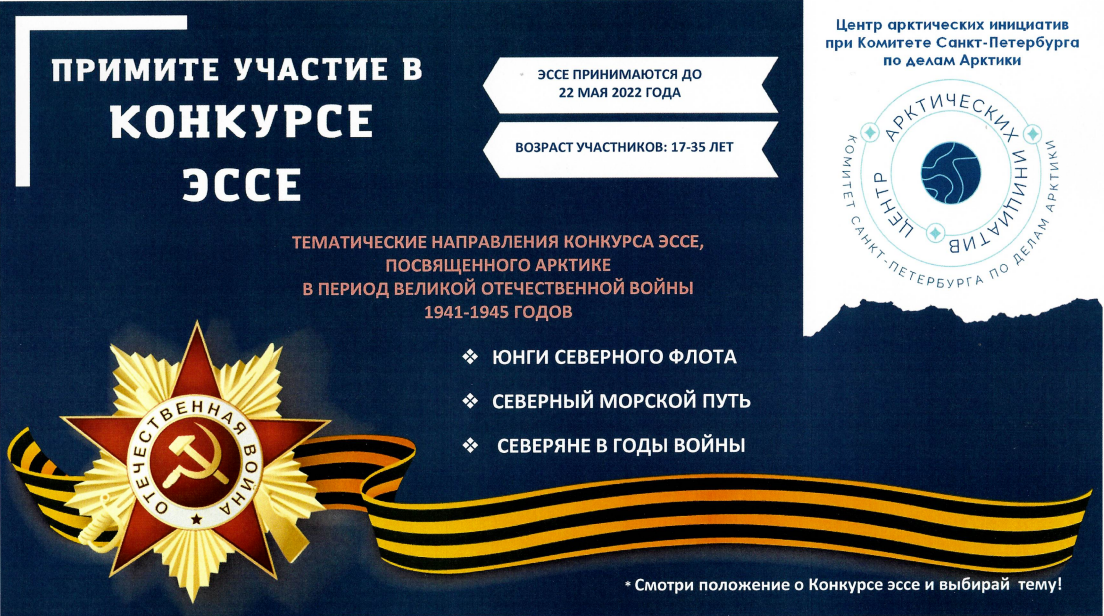 ПРИМИТЕ УЧАСТИЕ В
КОНКУРСЕ
ЭССЕ
ЭССЕ ПРИНИМАЮТСЯ ДО
22 МАЯ 2022 ГОДА
ВОЗРАСТ УЧАСТНИКОВ: 17-35 ЛЕТ
Центр арктических инициатив
при Комитете Санкт-Петербурга
по делам Арктики
ЦЕНТР АРКТИЧЕСКИХ ИНИЦИАТИВ
КОМИТЕТ САНКТ-ПЕТЕРБУРГА ПО ДЕЛАМ АРКТИКИ
ТЕМАТИЧЕСКИЕ НАПРАВЛЕНИЯ КОНКУРСА ЭССЕ,
ПОСВЯЩЕННОГО АРКТИКЕ
В ПЕРИОД ВЕЛИКОЙ ОТЕЧЕСТВЕННОЙ ВОЙНЫ
1941-1945 ГОДОВ
❖ ЮНГИ СЕВЕРНОГО ФЛОТА
❖ СЕВЕРНЫЙ МОРСКОЙ ПУТЬ
❖ СЕВЕРЯНЕ В ГОДЫ ВОЙНЫ
ОТЕЧЕСТВЕННАЯ ВОЙНА
* Смотри положение о Конкурсе эссе и выбирай тему!